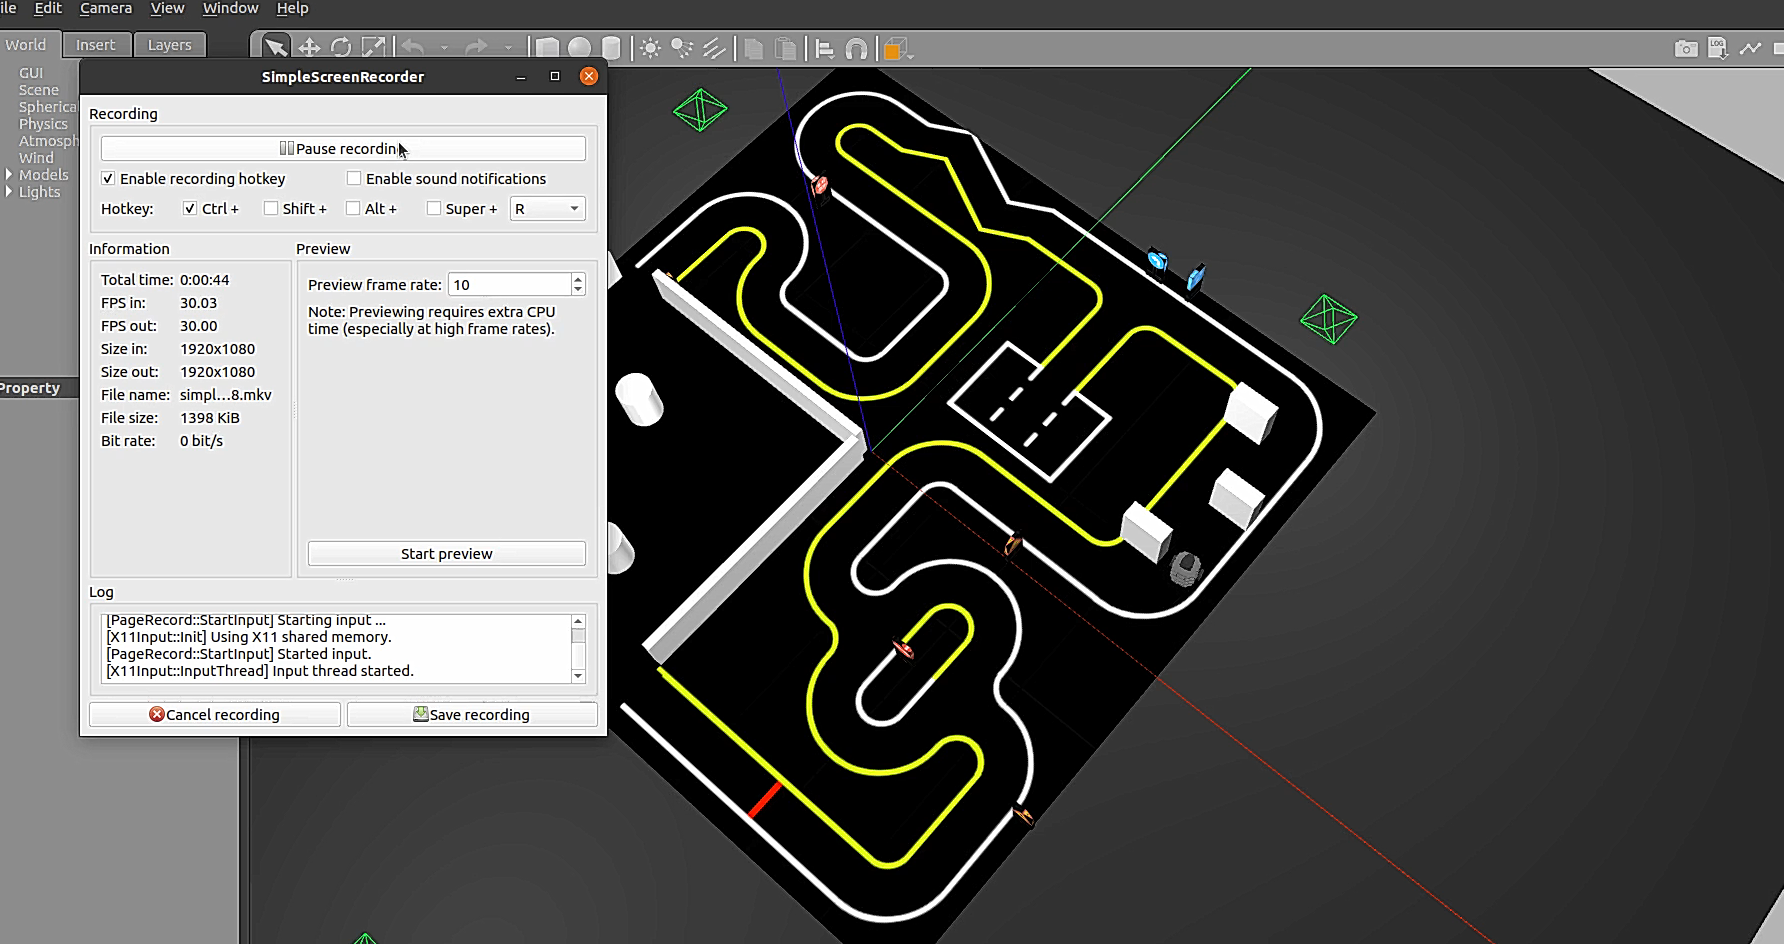 ile Edit Camera View Window Help
World Insert Layers
GUI
Scene
Spherica
Physics
Atmosph
Wind
Models
Lights
Property
LOG
SimpleScreenRecorder
Recording
Pause recording
Enable recording hotkey Enable sound notifications
Hotkey: Ctrl + Shift + Alt + Super + R
Information
Total time: 0:00:44
FPS in: 30.03
FPS out: 30.00
Size in: 1920x1080
Size out: 1920x1080
File name: simpl...8.mkv
File size: 1398 KiB
Bit rate: 0 bit/s
Preview
Preview frame rate: 10
Note: Previewing requires extra CPU
time (especially at high frame rates).
Start preview
Log
[PageRecord::StartInput] Starting input ...
[X11Input::Init] Using X11 shared memory.
[PageRecord::StartInput] Started input.
[X11Input::InputThread] Input thread started.
Cancel recording Save recording